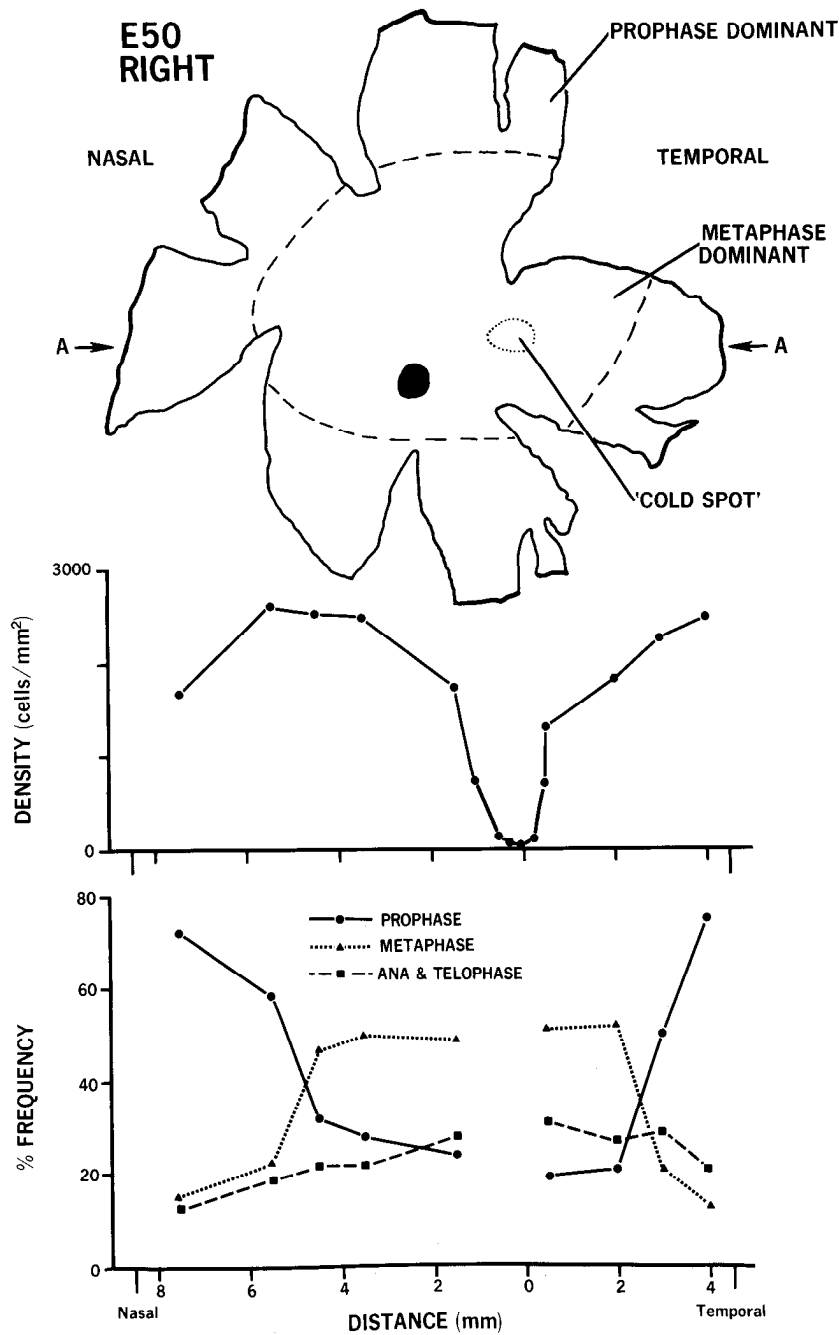 E50
RIGHT
PROPHASE DOMINANT
NASAL
TEMPORAL
METAPHASE
DOMINANT
A
A
'COLD SPOT'
3000
DENSITY (cells/mm²)
0
80
PROPHASE
METAPHASE
ANA & TELOPHASE
60
% FREQUENCY
40
20
0
8
6
4
2
0
2
4
Nasal
DISTANCE (mm)
Temporal